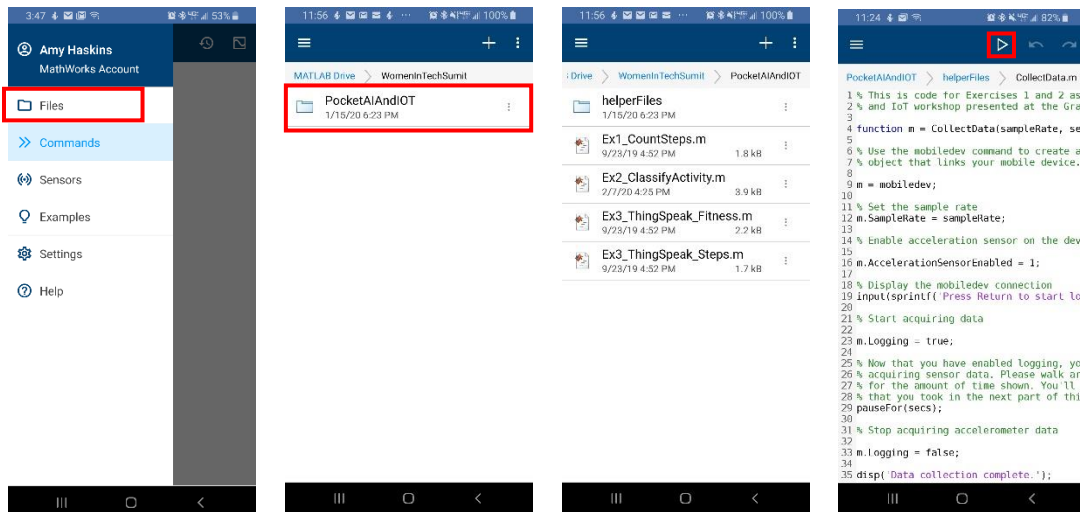 3:47
53%
Amy Haskins
MathWorks Account
Files
Commands
Sensors
Examples
Settings
Help
11:56
100%
MATLAB Drive > WomenInTechSumit
PocketAIAndIOT
1/15/20 6:23 PM
11:56
100%
: Drive > WomenInTechSumit > PocketAIAndIOT
helperFiles
1/15/20 6:23 PM
Ex1_CountSteps.m
9/23/19 4:52 PM 1.8 kB
Ex2_ClassifyActivity.m
2/7/20 4:25 PM 3.9 kB
Ex3_ThingSpeak_Fitness.m
9/23/19 4:52 PM 2.2 kB
Ex3_ThingSpeak_Steps.m
9/23/19 4:52 PM 1.7 kB
11:24
82%
PocketAIAndIOT > helperFiles > CollectData.m
1 % This is code for Exercises 1 and 2 as
2 % and IoT workshop presented at the Gra
3
4 function m = CollectData(sampleRate, se
5
6 % Use the mobiledev command to create a
7 % object that links your mobile device.
8
9 m = mobiledev;
10
11 % Set the sample rate
12 m.SampleRate = sampleRate;
13
14 % Enable acceleration sensor on the dev
15
16 m.AccelerationSensorEnabled = 1;
17
18 % Display the mobiledev connection
19 input(sprintf('Press Return to start lo
20
21 % Start acquiring data
22
23 m.Logging = true;
24
25 % Now that you have enabled logging, yo
26 % acquiring sensor data. Please walk ar
27 % for the amount of time shown. You'll
28 % that you took in the next part of thi
29 pauseFor(secs);
30
31 % Stop acquiring accelerometer data
32
33 m.Logging = false;
34
35 disp('Data collection complete.');